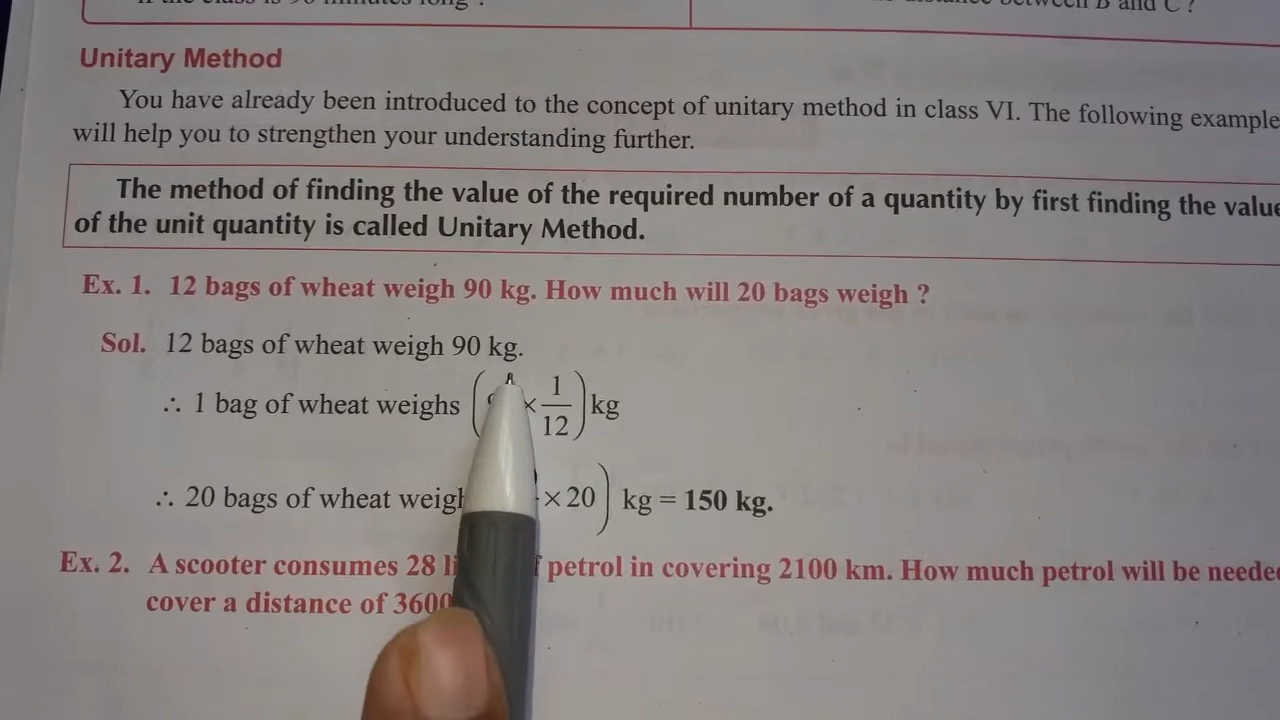 between B and C ?
Unitary Method
You have already been introduced to the concept of unitary method in class VI. The following example
will help you to strengthen your understanding further.
The method of finding the value of the required number of a quantity by first finding the value
of the unit quantity is called Unitary Method.
Ex. 1. 12 bags of wheat weigh 90 kg. How much will 20 bags weigh ?
Sol. 12 bags of wheat weigh 90 kg.
∴ 1 bag of wheat weighs ( × 1/12) kg
∴ 20 bags of wheat weigh × 20) kg = 150 kg.
Ex. 2. A scooter consumes 28 li petrol in covering 2100 km. How much petrol will be neede
cover a distance of 3600